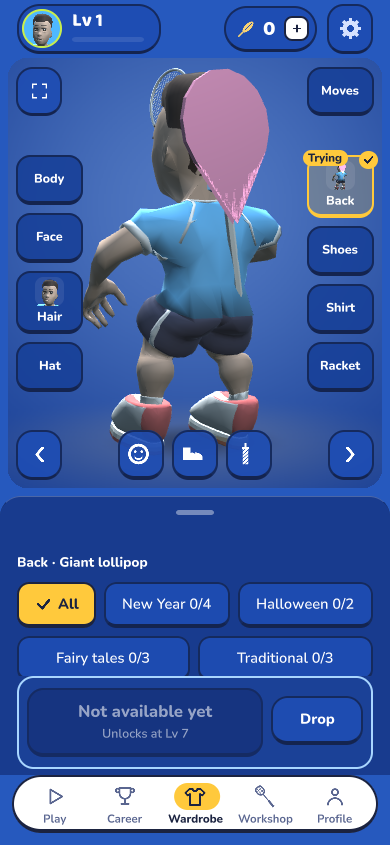 Lv 1
0
+
Moves
Body
Trying
Back
Face
Shoes
Hair
Shirt
Hat
Racket
Back · Giant lollipop
All
New Year 0/4
Halloween 0/2
Fairy tales 0/3
Traditional 0/3
Not available yet
Unlocks at Lv 7
Drop
Play
Career
Wardrobe
Workshop
Profile